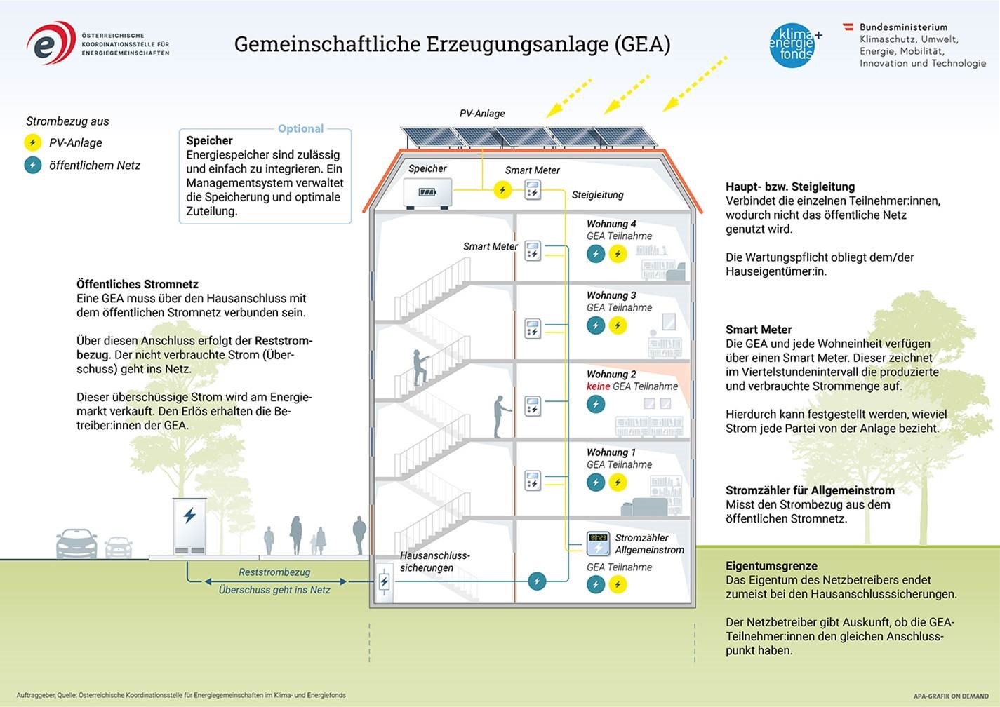 ÖSTERREICHISCHE
KOORDINATIONSSTELLE FÜR
ENERGIEGEMEINSCHAFTEN
Gemeinschaftliche Erzeugungsanlage (GEA)
klima+
energie
fonds
Bundesministerium
Klimaschutz, Umwelt,
Energie, Mobilität,
Innovation und Technologie
Strombezug aus
PV-Anlage
öffentlichem Netz
Optional
Speicher
Energiespeicher sind zulässig
und einfach zu integrieren. Ein
Managementsystem verwaltet
die Speicherung und optimale
Zuteilung.
Öffentliches Stromnetz
Eine GEA muss über den Hausanschluss mit
dem öffentlichen Stromnetz verbunden sein.
Über diesen Anschluss erfolgt der Reststrom-
bezug. Der nicht verbrauchte Strom (Über-
schuss) geht ins Netz.
Dieser überschüssige Strom wird am Energie-
markt verkauft. Den Erlös erhalten die Be-
treiber:innen der GEA.
PV-Anlage
Speicher
Smart Meter
Steigleitung
Smart Meter
Wohnung 4
GEA Teilnahme
Wohnung 3
GEA Teilnahme
Wohnung 2
keine GEA Teilnahme
Wohnung 1
GEA Teilnahme
88123
Stromzähler
Allgemeinstrom
GEA Teilnahme
Hausanschluss-
sicherungen
Reststrombezug
Überschuss geht ins Netz
Haupt- bzw. Steigleitung
Verbindet die einzelnen Teilnehmer:innen,
wodurch nicht das öffentliche Netz
genutzt wird.
Die Wartungspflicht obliegt dem/der
Hauseigentümer:in.
Smart Meter
Die GEA und jede Wohneinheit verfügen
über einen Smart Meter. Dieser zeichnet
im Viertelstundenintervall die produzierte
und verbrauchte Strommenge auf.
Hierdurch kann festgestellt werden, wieviel
Strom jede Partei von der Anlage bezieht.
Stromzähler für Allgemeinstrom
Misst den Strombezug aus dem
öffentlichen Stromnetz.
Eigentumsgrenze
Das Eigentum des Netzbetreibers endet
zumeist bei den Hausanschlusssicherungen.
Der Netzbetreiber gibt Auskunft, ob die GEA-
Teilnehmer:innen den gleichen Anschluss-
punkt haben.
Auftraggeber, Quelle: Österreichische Koordinationsstelle für Energiegemeinschaften im Klima- und Energiefonds
APA-GRAFIK ON DEMAND